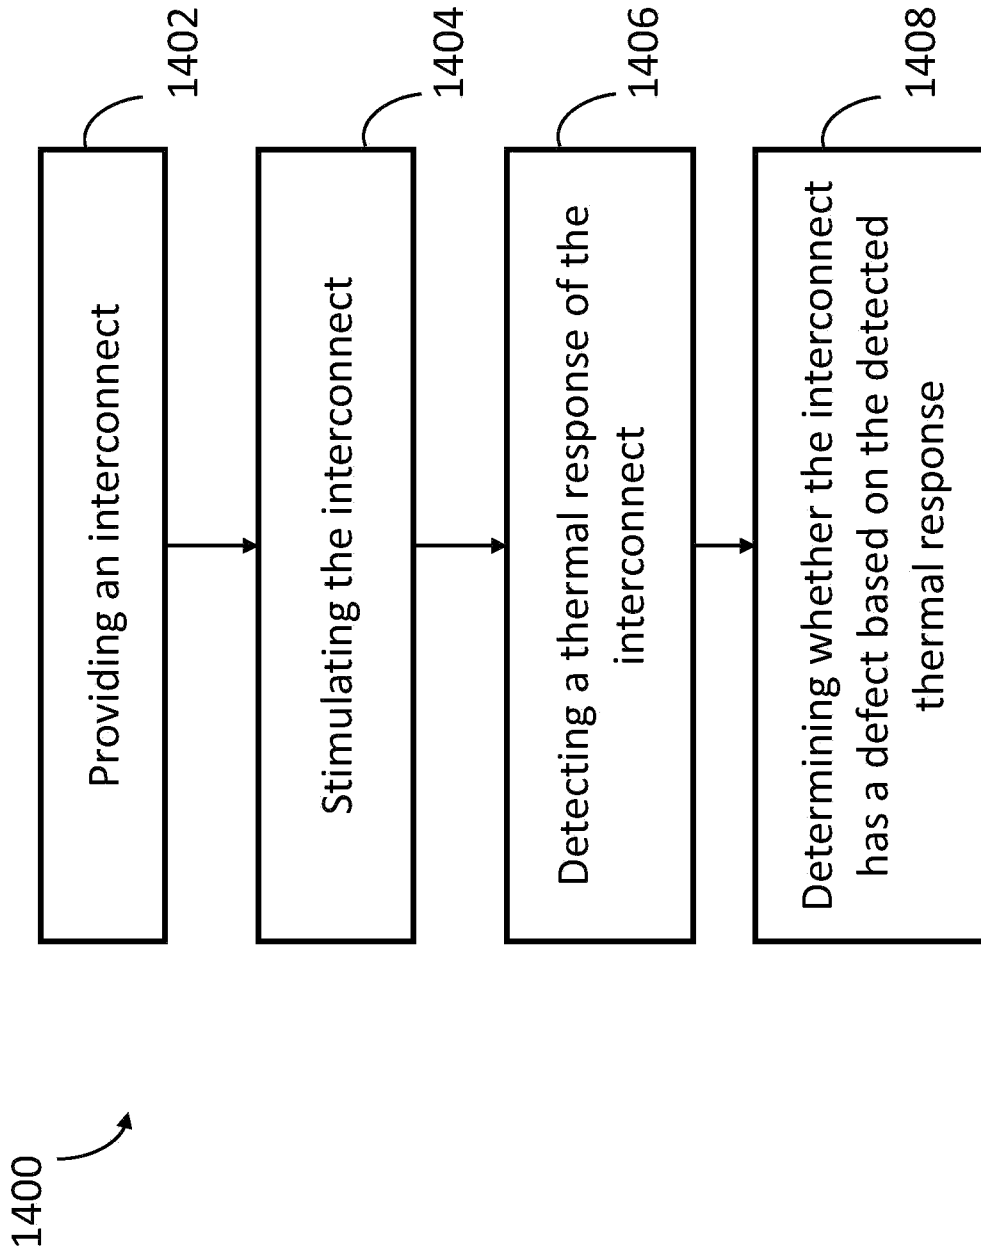 1400
Providing an interconnect
1402
Stimulating the interconnect
1404
Detecting a thermal response of the
interconnect
1406
Determining whether the interconnect
has a defect based on the detected
thermal response
1408